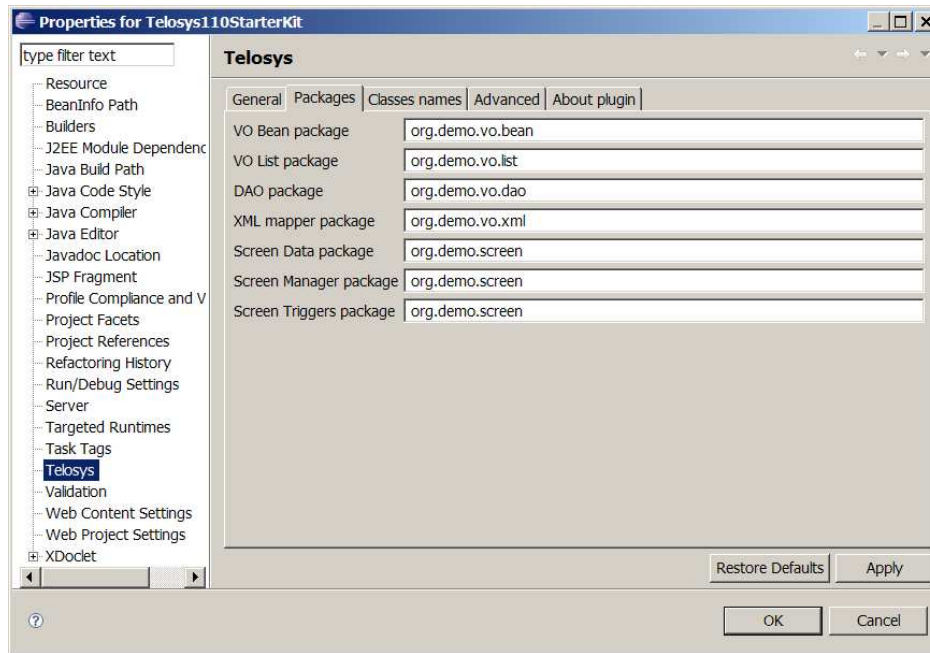 Properties for Telosys110StarterKit
type filter text
Resource
BeanInfo Path
Builders
J2EE Module Dependenc
Java Build Path
Java Code Style
Java Compiler
Java Editor
Javadoc Location
JSP Fragment
Profile Compliance and V
Project Facets
Project References
Refactoring History
Run/Debug Settings
Server
Targeted Runtimes
Task Tags
Telosys
Validation
Web Content Settings
Web Project Settings
XDoclet
Telosys
General Packages Classes names Advanced About plugin
VO Bean package org.demo.vo.bean
VO List package org.demo.vo.list
DAO package org.demo.vo.dao
XML mapper package org.demo.vo.xml
Screen Data package org.demo.screen
Screen Manager package org.demo.screen
Screen Triggers package org.demo.screen
Restore Defaults Apply
? OK Cancel